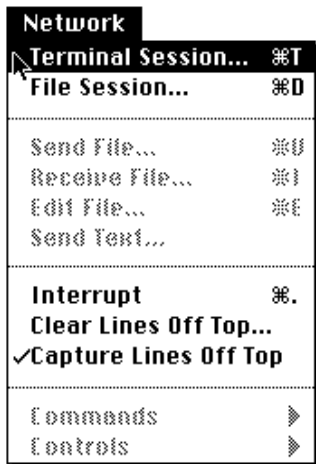 Network
Terminal Session... ⌘T
File Session... ⌘D
Send File... ⌘U
Receive File... ⌘I
Edit File... ⌘E
Send Text...
Interrupt ⌘.
Clear Lines Off Top...
✓Capture Lines Off Top
Commands ▶
Controls ▶